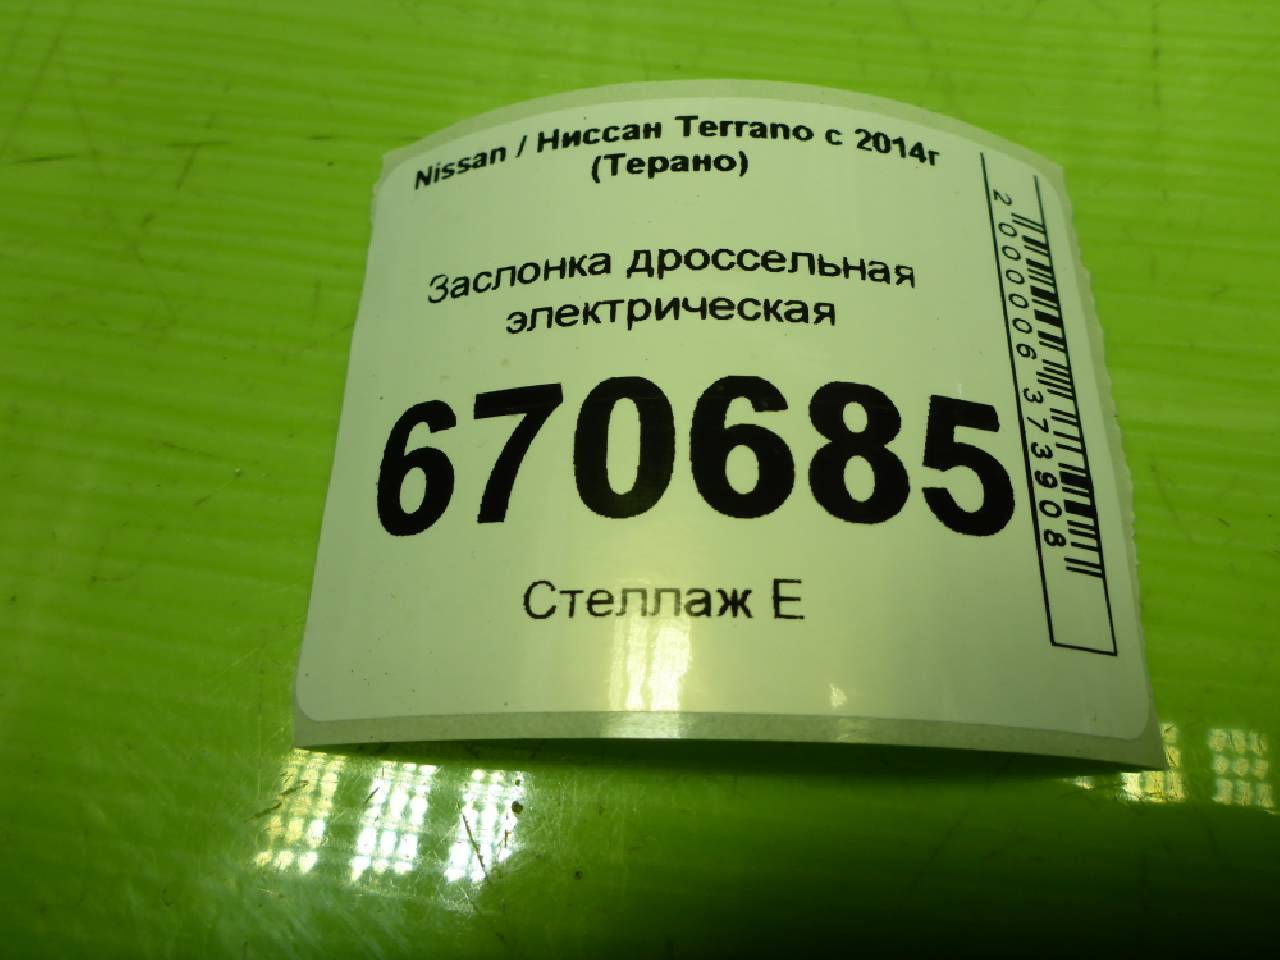 Nissan / Ниссан Terrano с 2014г
(Терано)
Заслонка дроссельная
электрическая
670685
Стеллаж E
2000006373908